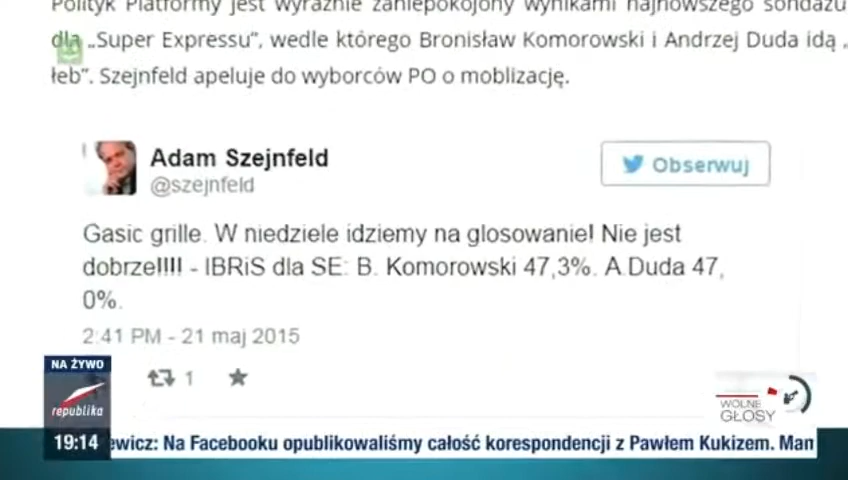 Polityk Platformy jest wyraźnie zaniepokojony wynikami najnowszego sondażu
dla „Super Expressu”, wedle którego Bronisław Komorowski i Andrzej Duda idą „
łeb”. Szejnfeld apeluje do wyborców PO o moblizację.
Adam Szejnfeld
@szejnfeld
Obserwuj
Gasic grille. W niedziele idziemy na glosowanie! Nie jest
dobrze!!!! - IBRiS dla SE: B. Komorowski 47,3%. A.Duda 47,
0%.
2:41 PM - 21 maj 2015
1
NA ŻYWO
republika
WOLNE
GŁOSY
19:14 ewicz: Na Facebooku opublikowaliśmy całość korespondencji z Pawłem Kukizem. Mam